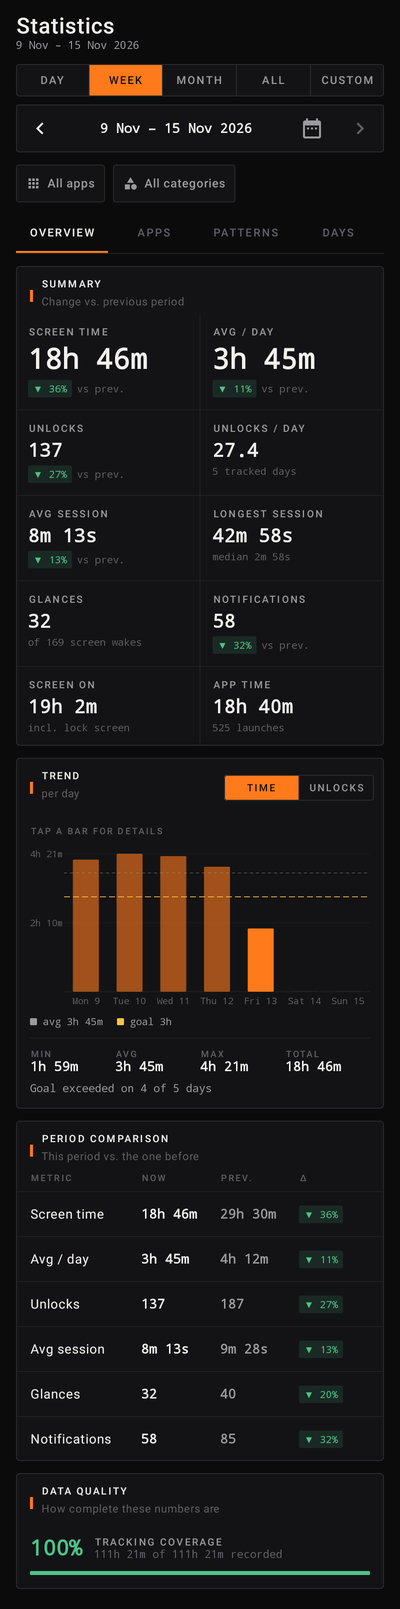 Statistics
9 Nov – 15 Nov 2026
DAY WEEK MONTH ALL CUSTOM
9 Nov – 15 Nov 2026
All apps All categories
OVERVIEW APPS PATTERNS DAYS
SUMMARY
Change vs. previous period
SCREEN TIME AVG / DAY
18h 46m 3h 45m
▼ 36% vs prev. ▼ 11% vs prev.
UNLOCKS UNLOCKS / DAY
137 27.4
▼ 27% vs prev. 5 tracked days
AVG SESSION LONGEST SESSION
8m 13s 42m 58s
▼ 13% vs prev. median 2m 58s
GLANCES NOTIFICATIONS
32 58
of 169 screen wakes ▼ 32% vs prev.
SCREEN ON APP TIME
19h 2m 18h 40m
incl. lock screen 525 launches
TREND
per day
TIME UNLOCKS
TAP A BAR FOR DETAILS
4h 21m
2h 10m
Mon 9 Tue 10 Wed 11 Thu 12 Fri 13 Sat 14 Sun 15
avg 3h 45m goal 3h
MIN AVG MAX TOTAL
1h 59m 3h 45m 4h 21m 18h 46m
Goal exceeded on 4 of 5 days
PERIOD COMPARISON
This period vs. the one before
METRIC NOW PREV. Δ
Screen time 18h 46m 29h 30m ▼ 36%
Avg / day 3h 45m 4h 12m ▼ 11%
Unlocks 137 187 ▼ 27%
Avg session 8m 13s 9m 28s ▼ 13%
Glances 32 40 ▼ 20%
Notifications 58 85 ▼ 32%
DATA QUALITY
How complete these numbers are
100% TRACKING COVERAGE
111h 21m of 111h 21m recorded